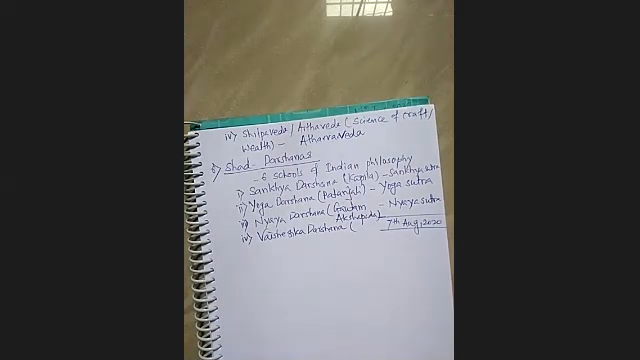 iv) Shilpaveda / Athaveda (Science of craft/
Wealth) - Atharvaveda
Shad- Darshanas
- 6 schools of Indian philosophy
i) Sankhya Darshana (Kapila) - Sankhya sutra
ii) Yoga Darshana (Patanjali) - Yoga sutra
iii) Nyaya Darshana (Gautam - Nyaya sutra
Akshapada)
iv) Vaisheshika Darshana (
7th Aug, 2020